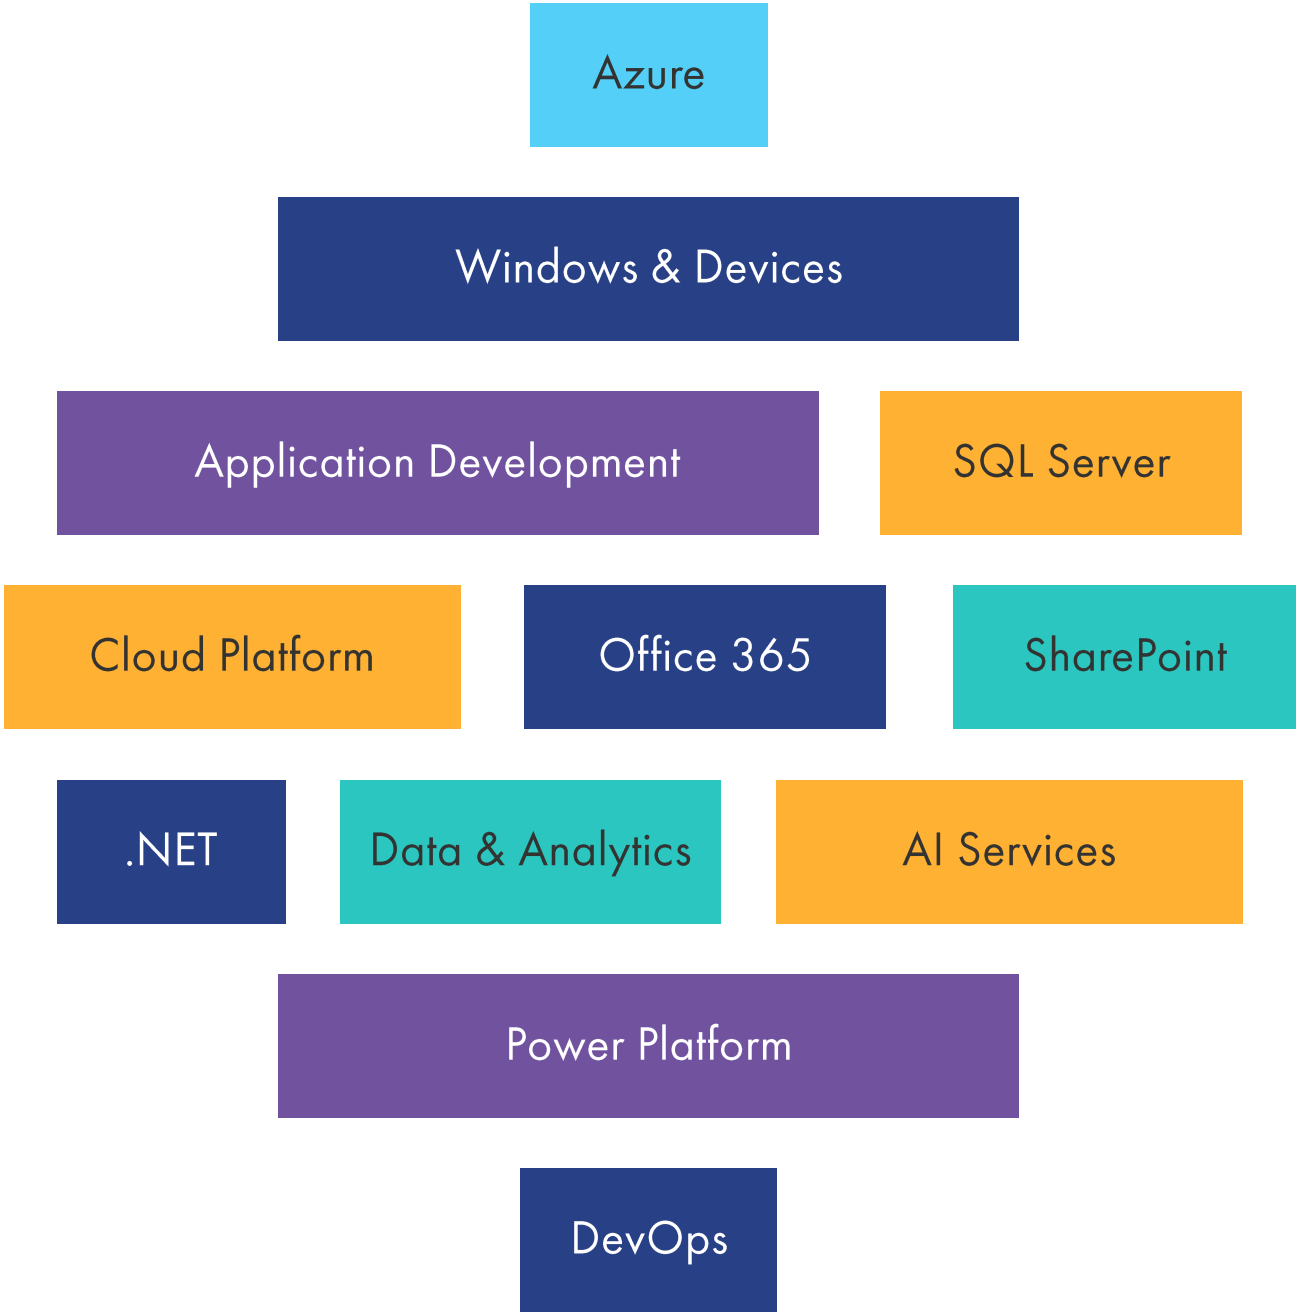 Azure
Windows & Devices
Application Development
SQL Server
Cloud Platform
Office 365
SharePoint
.NET
Data & Analytics
AI Services
Power Platform
DevOps